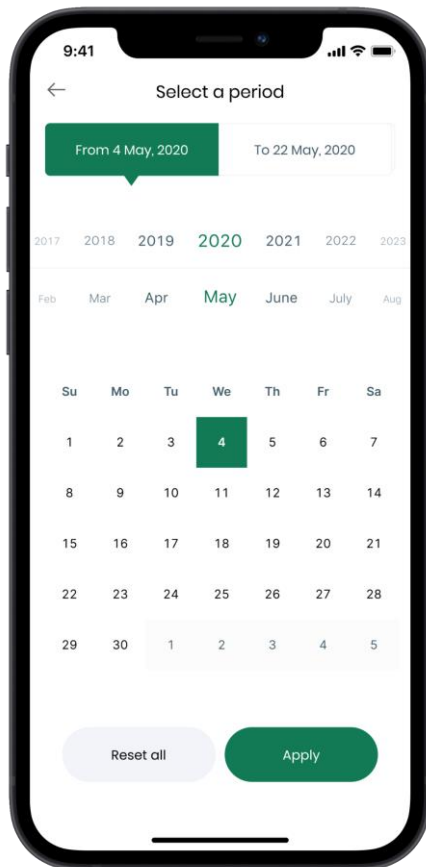 9:41
Select a period
From 4 May, 2020 To 22 May, 2020
2017 2018 2019 2020 2021 2022 2023
Feb Mar Apr May June July Aug
Su Mo Tu We Th Fr Sa
1 2 3 4 5 6 7
8 9 10 11 12 13 14
15 16 17 18 19 20 21
22 23 24 25 26 27 28
29 30 1 2 3 4 5
Reset all Apply